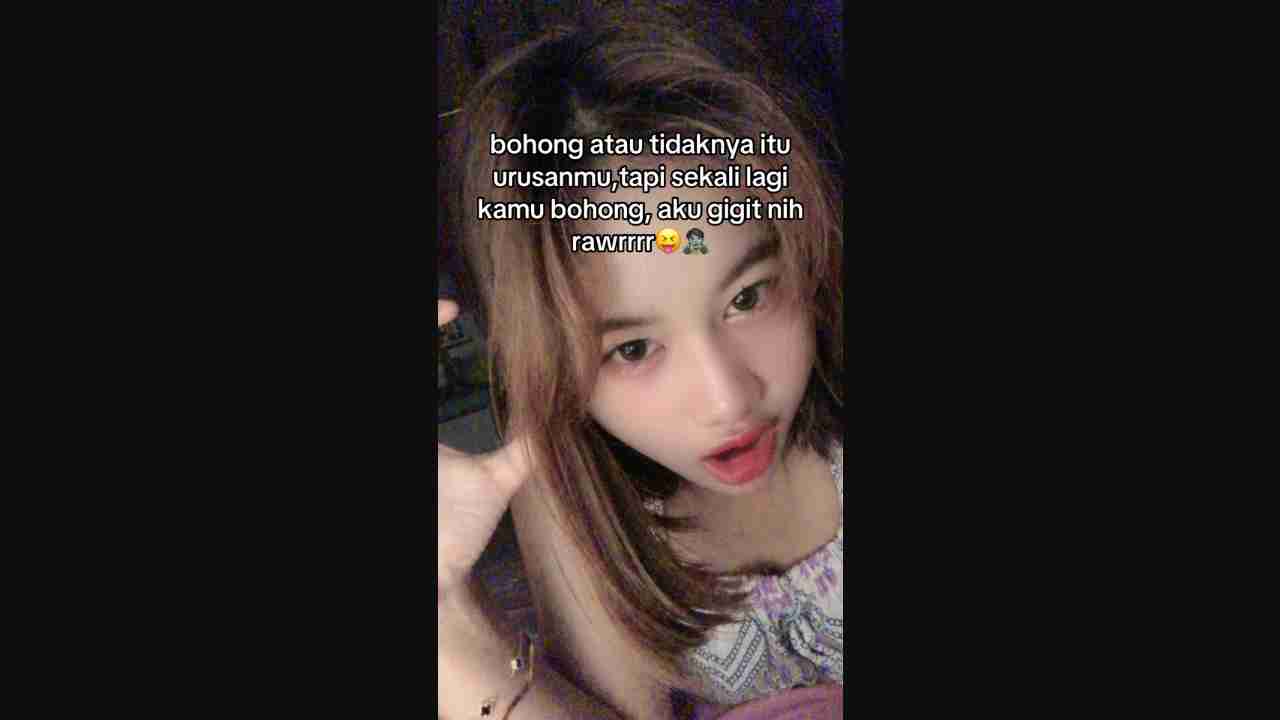 bohong atau tidaknya itu
urusanmu,tapi sekali lagi
kamu bohong, aku gigit nih
rawrrrr😝🧟